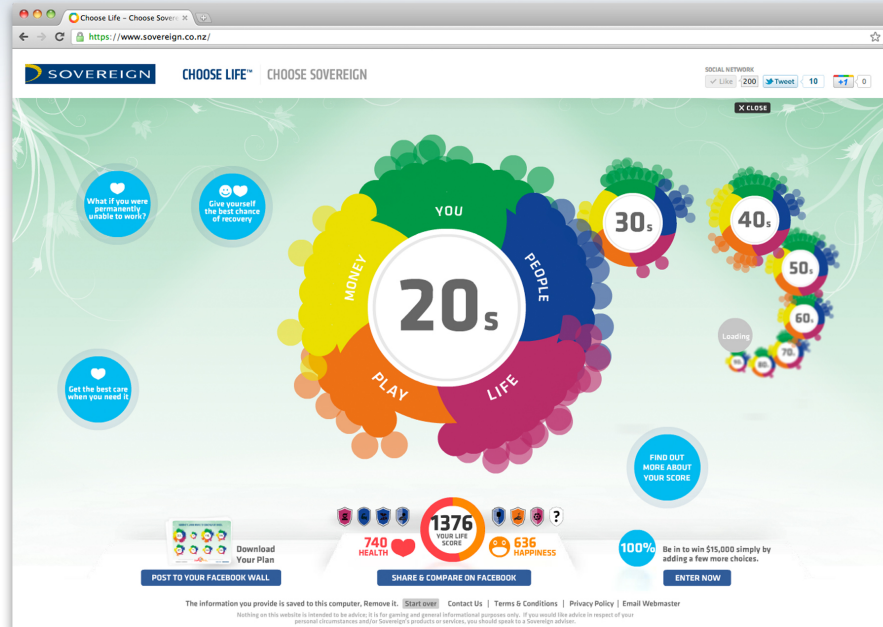 Choose Life – Choose Sovere
https://www.sovereign.co.nz/
SOVEREIGN
CHOOSE LIFE™
CHOOSE SOVEREIGN
SOCIAL NETWORK
Like
200
Tweet
10
+1
0
X CLOSE
What if you were
permanently
unable to work?
Give yourself
the best chance
of recovery
YOU
MONEY
PEOPLE
20s
PLAY
LIFE
30s
40s
50s
60s
70s
80s
Loading
Get the best care
when you need it
FIND OUT
MORE ABOUT
YOUR SCORE
1376
YOUR LIFE
SCORE
?
740
HEALTH
636
HAPPINESS
Download
Your Plan
100%
Be in to win $15,000 simply by
adding a few more choices.
POST TO YOUR FACEBOOK WALL
SHARE & COMPARE ON FACEBOOK
ENTER NOW
The information you provide is saved to this computer, Remove it. Start over Contact Us | Terms & Conditions | Privacy Policy | Email Webmaster
Nothing on this website is intended to be advice; it is for gaming and general informational purposes only. If you would like advice in respect of your
personal circumstances and/or Sovereign's products or services, you should speak to a Sovereign adviser.